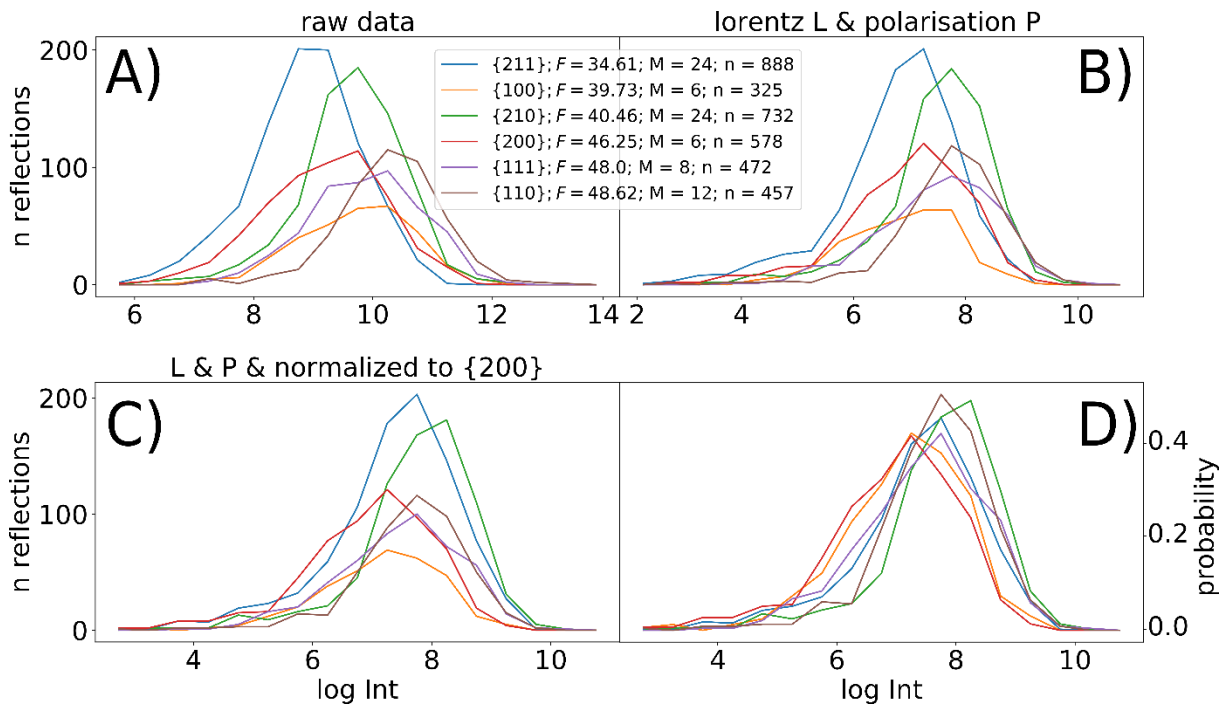 raw data
lorentz L & polarisation P
A)
B)
{211}; F = 34.61; M = 24; n = 888
{100}; F = 39.73; M = 6; n = 325
{210}; F = 40.46; M = 24; n = 732
{200}; F = 46.25; M = 6; n = 578
{111}; F = 48.0; M = 8; n = 472
{110}; F = 48.62; M = 12; n = 457
n reflections
200
100
0
6 8 10 12 14
2 4 6 8 10
L & P & normalized to {200}
C)
D)
n reflections
200
100
0
4 6 8 10
log Int
4 6 8 10
log Int
0.4
0.2
0.0
probability